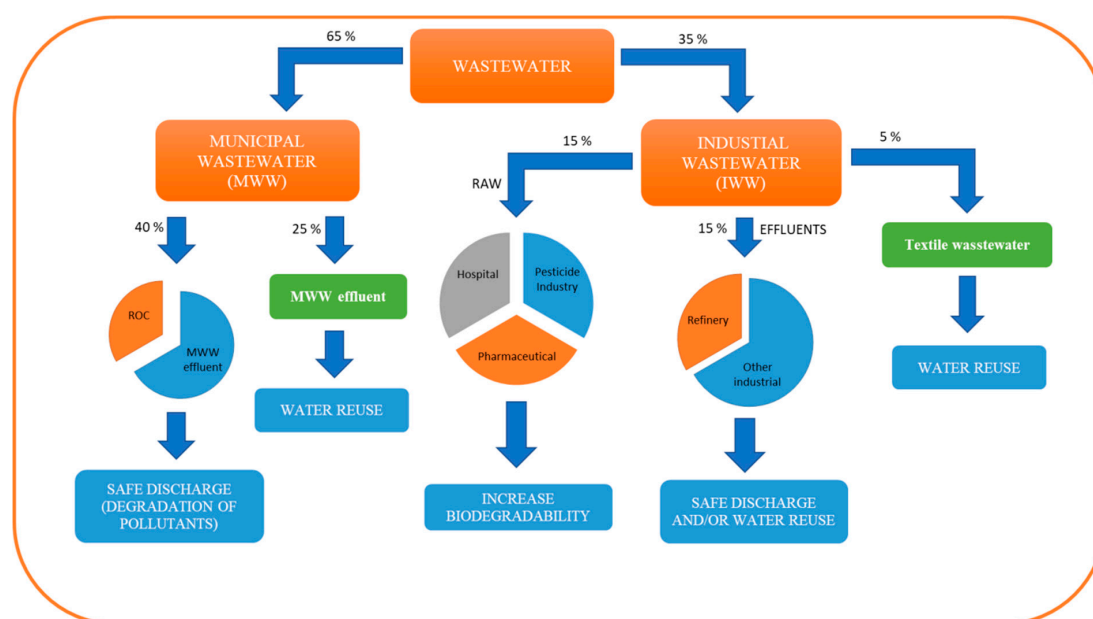 65 %
WASTEWATER
35 %
MUNICIPAL
WASTEWATER
(MWW)
15 %
INDUSTIAL
WASTEWATER
(IWW)
5 %
RAW
40 %
25 %
15 %
EFFLUENTS
Textile wasstewater
Hospital
Pesticide
Industry
Pharmaceutical
MWW effluent
ROC
MWW
effluent
Refinery
Other
industrial
WATER REUSE
WATER REUSE
SAFE DISCHARGE
(DEGRADATION OF
POLLUTANTS)
INCREASE
BIODEGRADABILITY
SAFE DISCHARGE
AND/OR WATER REUSE